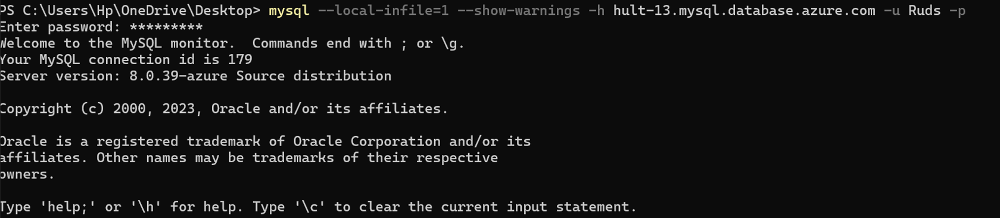 PS C:\Users\Hp\OneDrive\Desktop> mysql --local-infile=1 --show-warnings -h hult-13.mysql.database.azure.com -u Ruds -p
Enter password: *********
Welcome to the MySQL monitor.  Commands end with ; or \g.
Your MySQL connection id is 179
Server version: 8.0.39-azure Source distribution

Copyright (c) 2000, 2023, Oracle and/or its affiliates.

Oracle is a registered trademark of Oracle Corporation and/or its
affiliates. Other names may be trademarks of their respective
owners.

Type 'help;' or '\h' for help. Type '\c' to clear the current input statement.